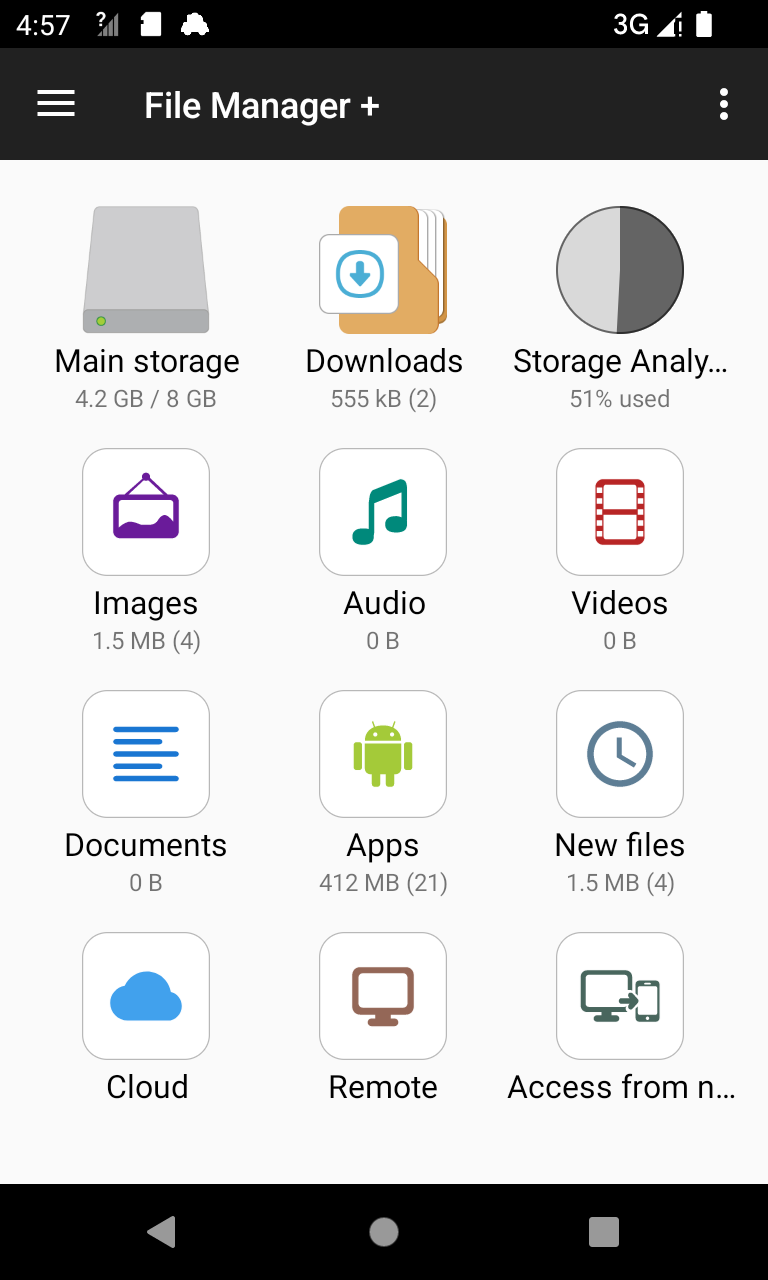 4:57
?
3G
File Manager +
Main storage
Downloads
Storage Analy...
4.2 GB / 8 GB
555 kB (2)
51% used
Images
Audio
Videos
1.5 MB (4)
0 B
0 B
Documents
Apps
New files
0 B
412 MB (21)
1.5 MB (4)
Cloud
Remote
Access from n...